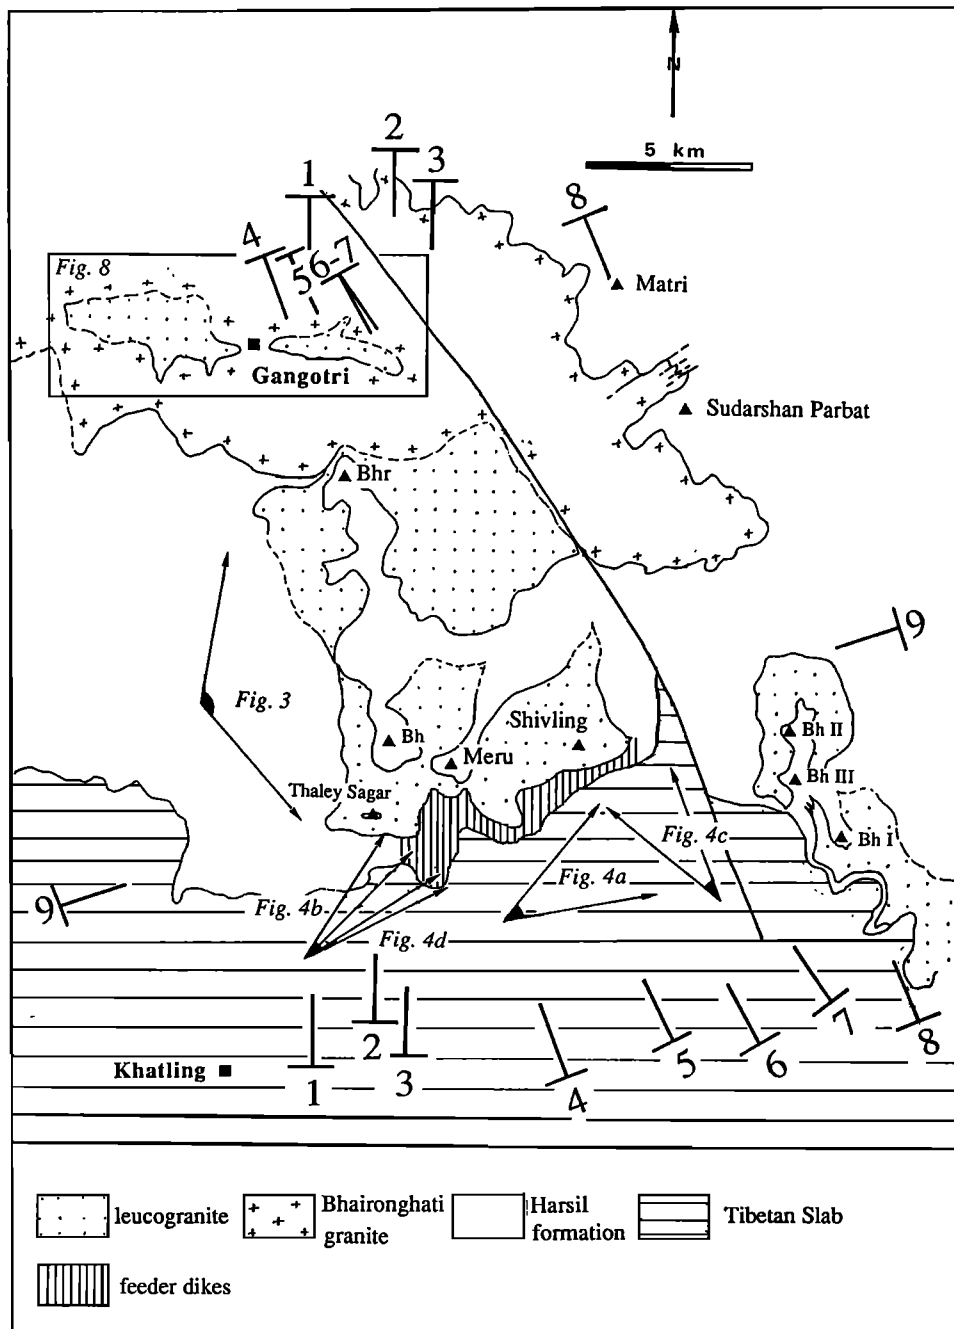 N
5 km
2
3
1
8
4
5
6-7
Fig. 8
Matri
Gangotri
Sudarshan Parbat
Bhr
9
Fig. 3
Shivling
Bh
Meru
Bh II
Bh III
Thaley Sagar
Fig. 4c
Bh I
Fig. 4a
9
Fig. 4b
Fig. 4d
7
2
8
5
6
3
Khatling
1
4
leucogranite
Bhaironghati
granite
Harsil
formation
Tibetan Slab
feeder dikes